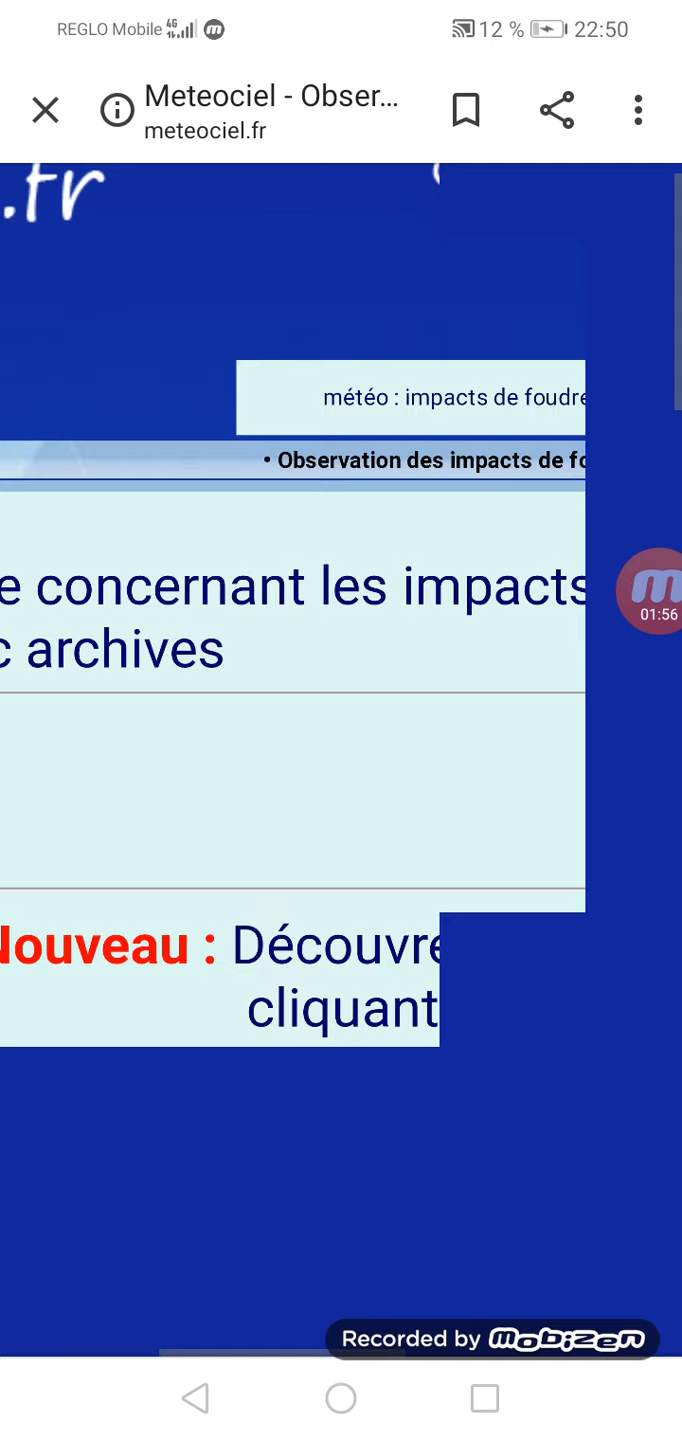 REGLO Mobile 4G 12 % 22:50
Meteociel - Obser...
meteociel.fr
.fr
météo : impacts de foudre
• Observation des impacts de fo
e concernant les impacts
c archives
01:56
Nouveau : Découvre
cliquant
Recorded by mobizen